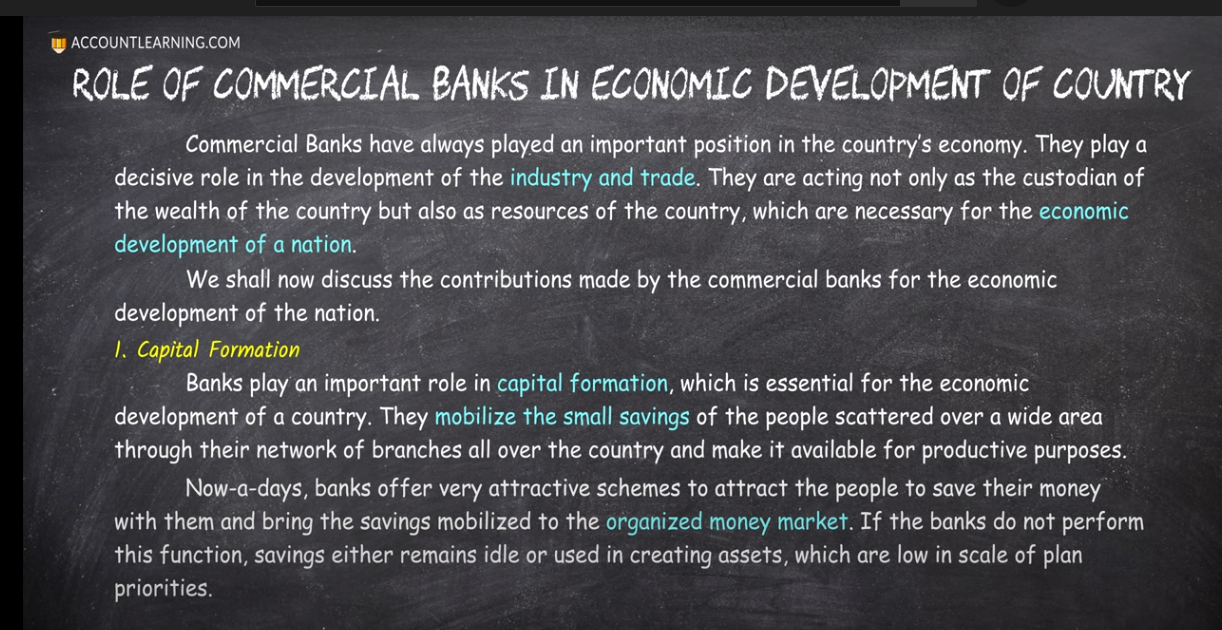 ACCOUNTLEARNING.COM
ROLE OF COMMERCIAL BANKS IN ECONOMIC DEVELOPMENT OF COUNTRY
Commercial Banks have always played an important position in the country's economy. They play a
decisive role in the development of the industry and trade. They are acting not only as the custodian of
the wealth of the country but also as resources of the country, which are necessary for the economic
development of a nation.
We shall now discuss the contributions made by the commercial banks for the economic
development of the nation.
1. Capital Formation
Banks play an important role in capital formation, which is essential for the economic
development of a country. They mobilize the small savings of the people scattered over a wide area
through their network of branches all over the country and make it available for productive purposes.
Now-a-days, banks offer very attractive schemes to attract the people to save their money
with them and bring the savings mobilized to the organized money market. If the banks do not perform
this function, savings either remains idle or used in creating assets, which are low in scale of plan
priorities.